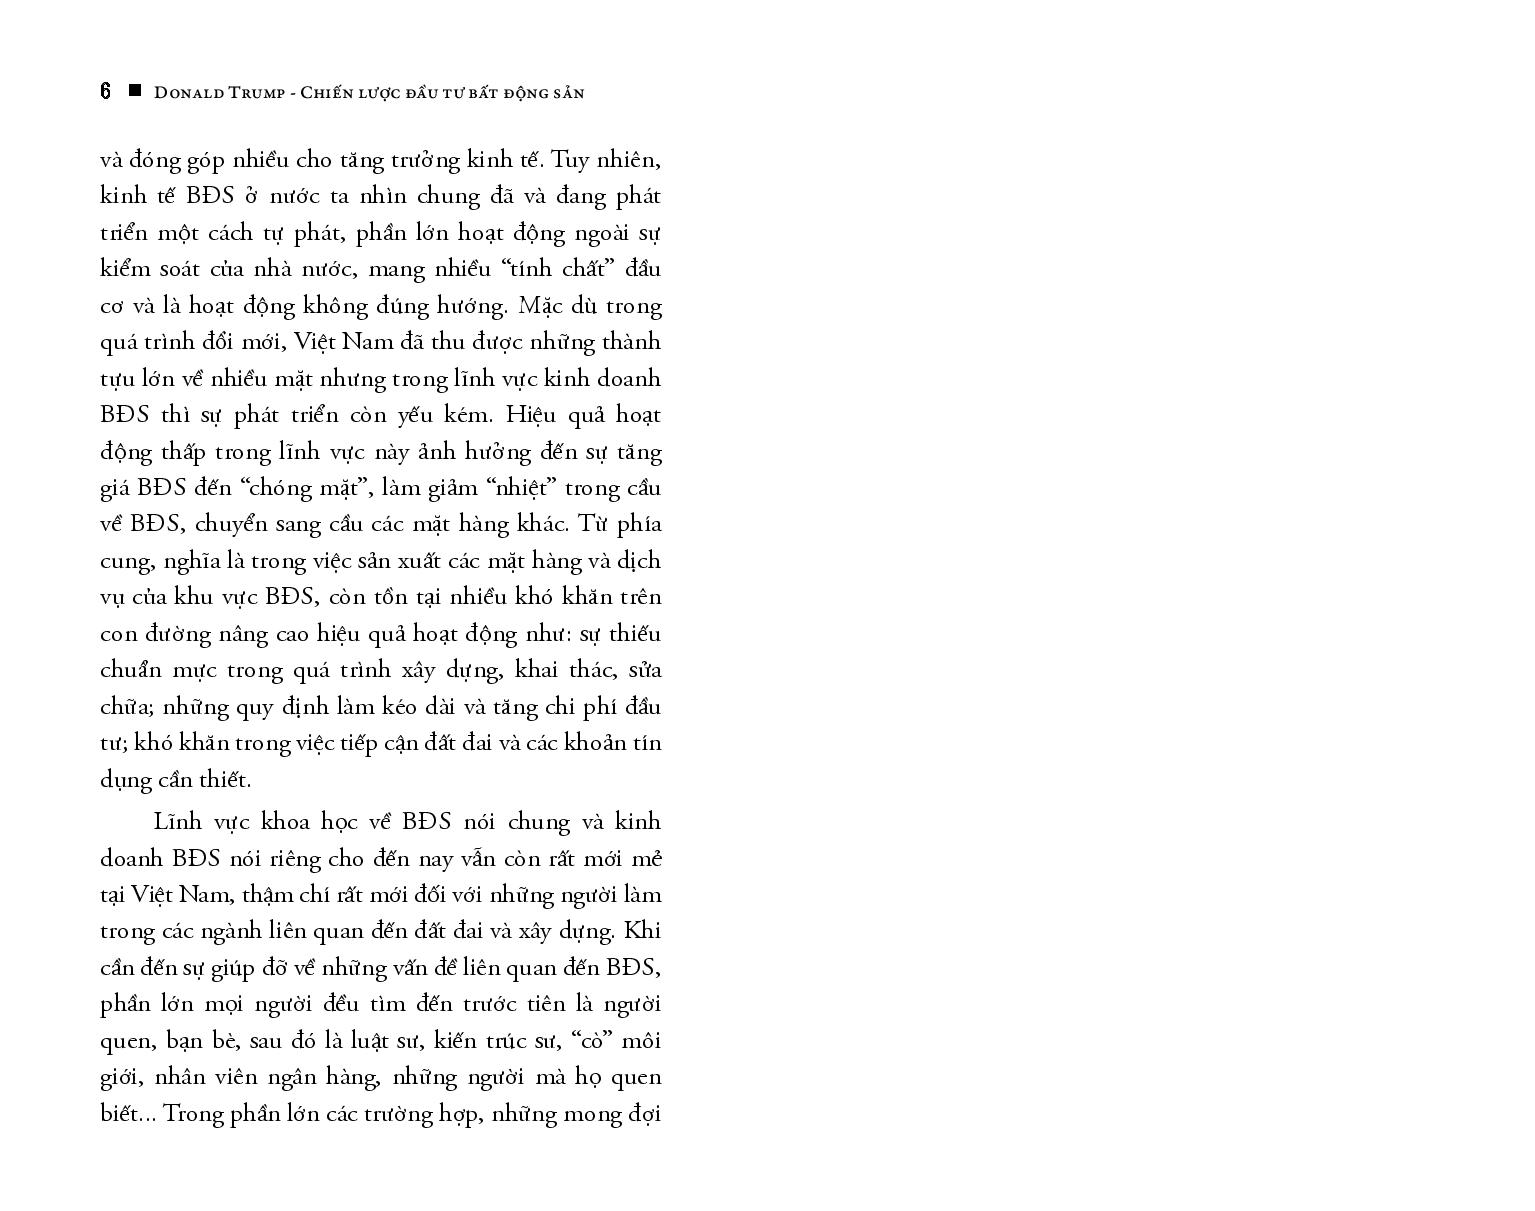 6 ■ Donald Trump - Chiến lược đầu tư bất động sản
và đóng góp nhiều cho tăng trưởng kinh tế. Tuy nhiên,
kinh tế BĐS ở nước ta nhìn chung đã và đang phát
triển một cách tự phát, phần lớn hoạt động ngoài sự
kiểm soát của nhà nước, mang nhiều “tính chất” đầu
cơ và là hoạt động không đúng hướng. Mặc dù trong
quá trình đổi mới, Việt Nam đã thu được những thành
tựu lớn về nhiều mặt nhưng trong lĩnh vực kinh doanh
BĐS thì sự phát triển còn yếu kém. Hiệu quả hoạt
động thấp trong lĩnh vực này ảnh hưởng đến sự tăng
giá BĐS đến “chóng mặt”, làm giảm “nhiệt” trong cầu
về BĐS, chuyển sang cầu các mặt hàng khác. Từ phía
cung, nghĩa là trong việc sản xuất các mặt hàng và dịch
vụ của khu vực BĐS, còn tồn tại nhiều khó khăn trên
con đường nâng cao hiệu quả hoạt động như: sự thiếu
chuẩn mực trong quá trình xây dựng, khai thác, sửa
chữa; những quy định làm kéo dài và tăng chi phí đầu
tư; khó khăn trong việc tiếp cận đất đai và các khoản tín
dụng cần thiết.
Lĩnh vực khoa học về BĐS nói chung và kinh
doanh BĐS nói riêng cho đến nay vẫn còn rất mới mẻ
tại Việt Nam, thậm chí rất mới đối với những người làm
trong các ngành liên quan đến đất đai và xây dựng. Khi
cần đến sự giúp đỡ về những vấn đề liên quan đến BĐS,
phần lớn mọi người đều tìm đến trước tiên là người
quen, bạn bè, sau đó là luật sư, kiến trúc sư, “cò” môi
giới, nhân viên ngân hàng, những người mà họ quen
biết... Trong phần lớn các trường hợp, những mong đợi